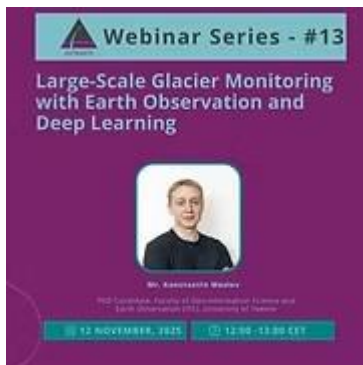 Webinar Series - #13
Large-Scale Glacier Monitoring
with Earth Observation and
Deep Learning
Mr. Konstantin Maslov
PhD Candidate, Faculty of Geo-Information Science and
Earth Observation (ITC), University of Twente
12 NOVEMBER, 2025
12:00 -13:00 CET